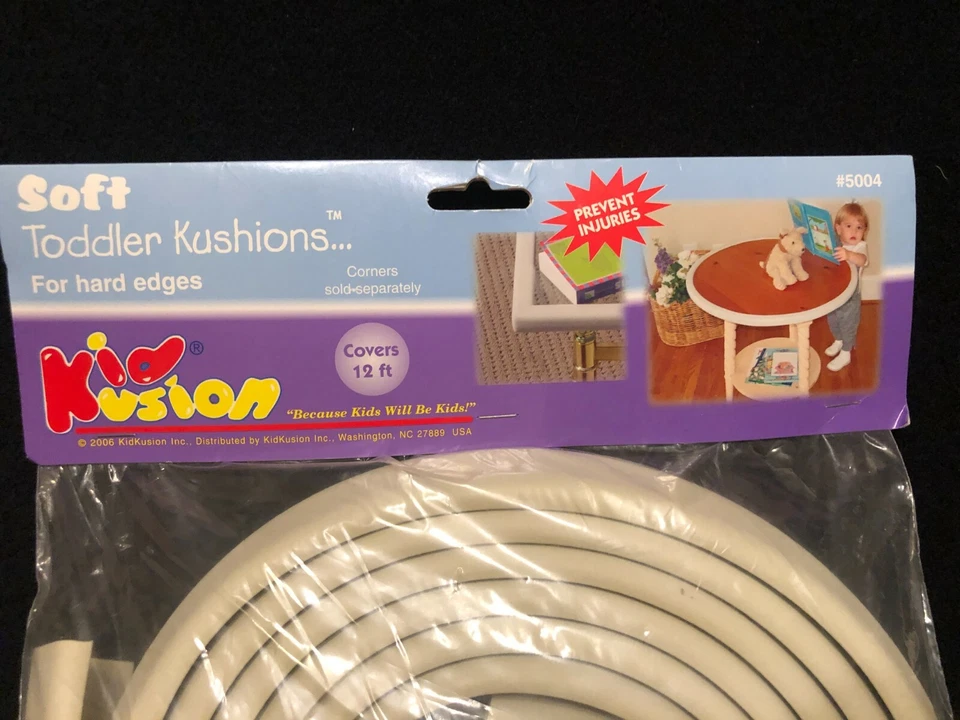 Soft
Toddler Kushions...™
For hard edges
Corners
sold separately
#5004
PREVENT
INJURIES
Kid
Kusion®
Covers
12 ft
"Because Kids Will Be Kids!"
© 2006 KidKusion Inc., Distributed by KidKusion Inc., Washington, NC 27889 USA